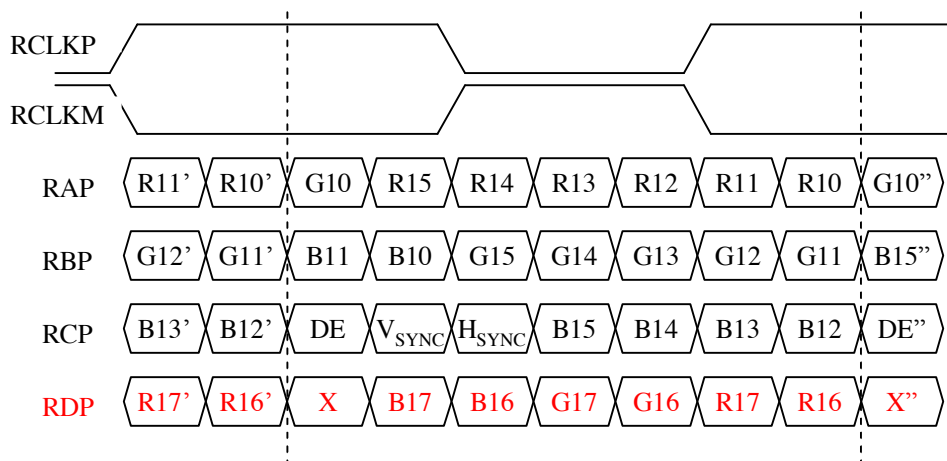 RCLKP
RCLKM
RAP R11’ R10’ G10 R15 R14 R13 R12 R11 R10 G10”
RBP G12’ G11’ B11 B10 G15 G14 G13 G12 G11 B15”
RCP B13’ B12’ DE VSYNC HSYNC B15 B14 B13 B12 DE”
RDP R17’ R16’ X B17 B16 G17 G16 R17 R16 X”